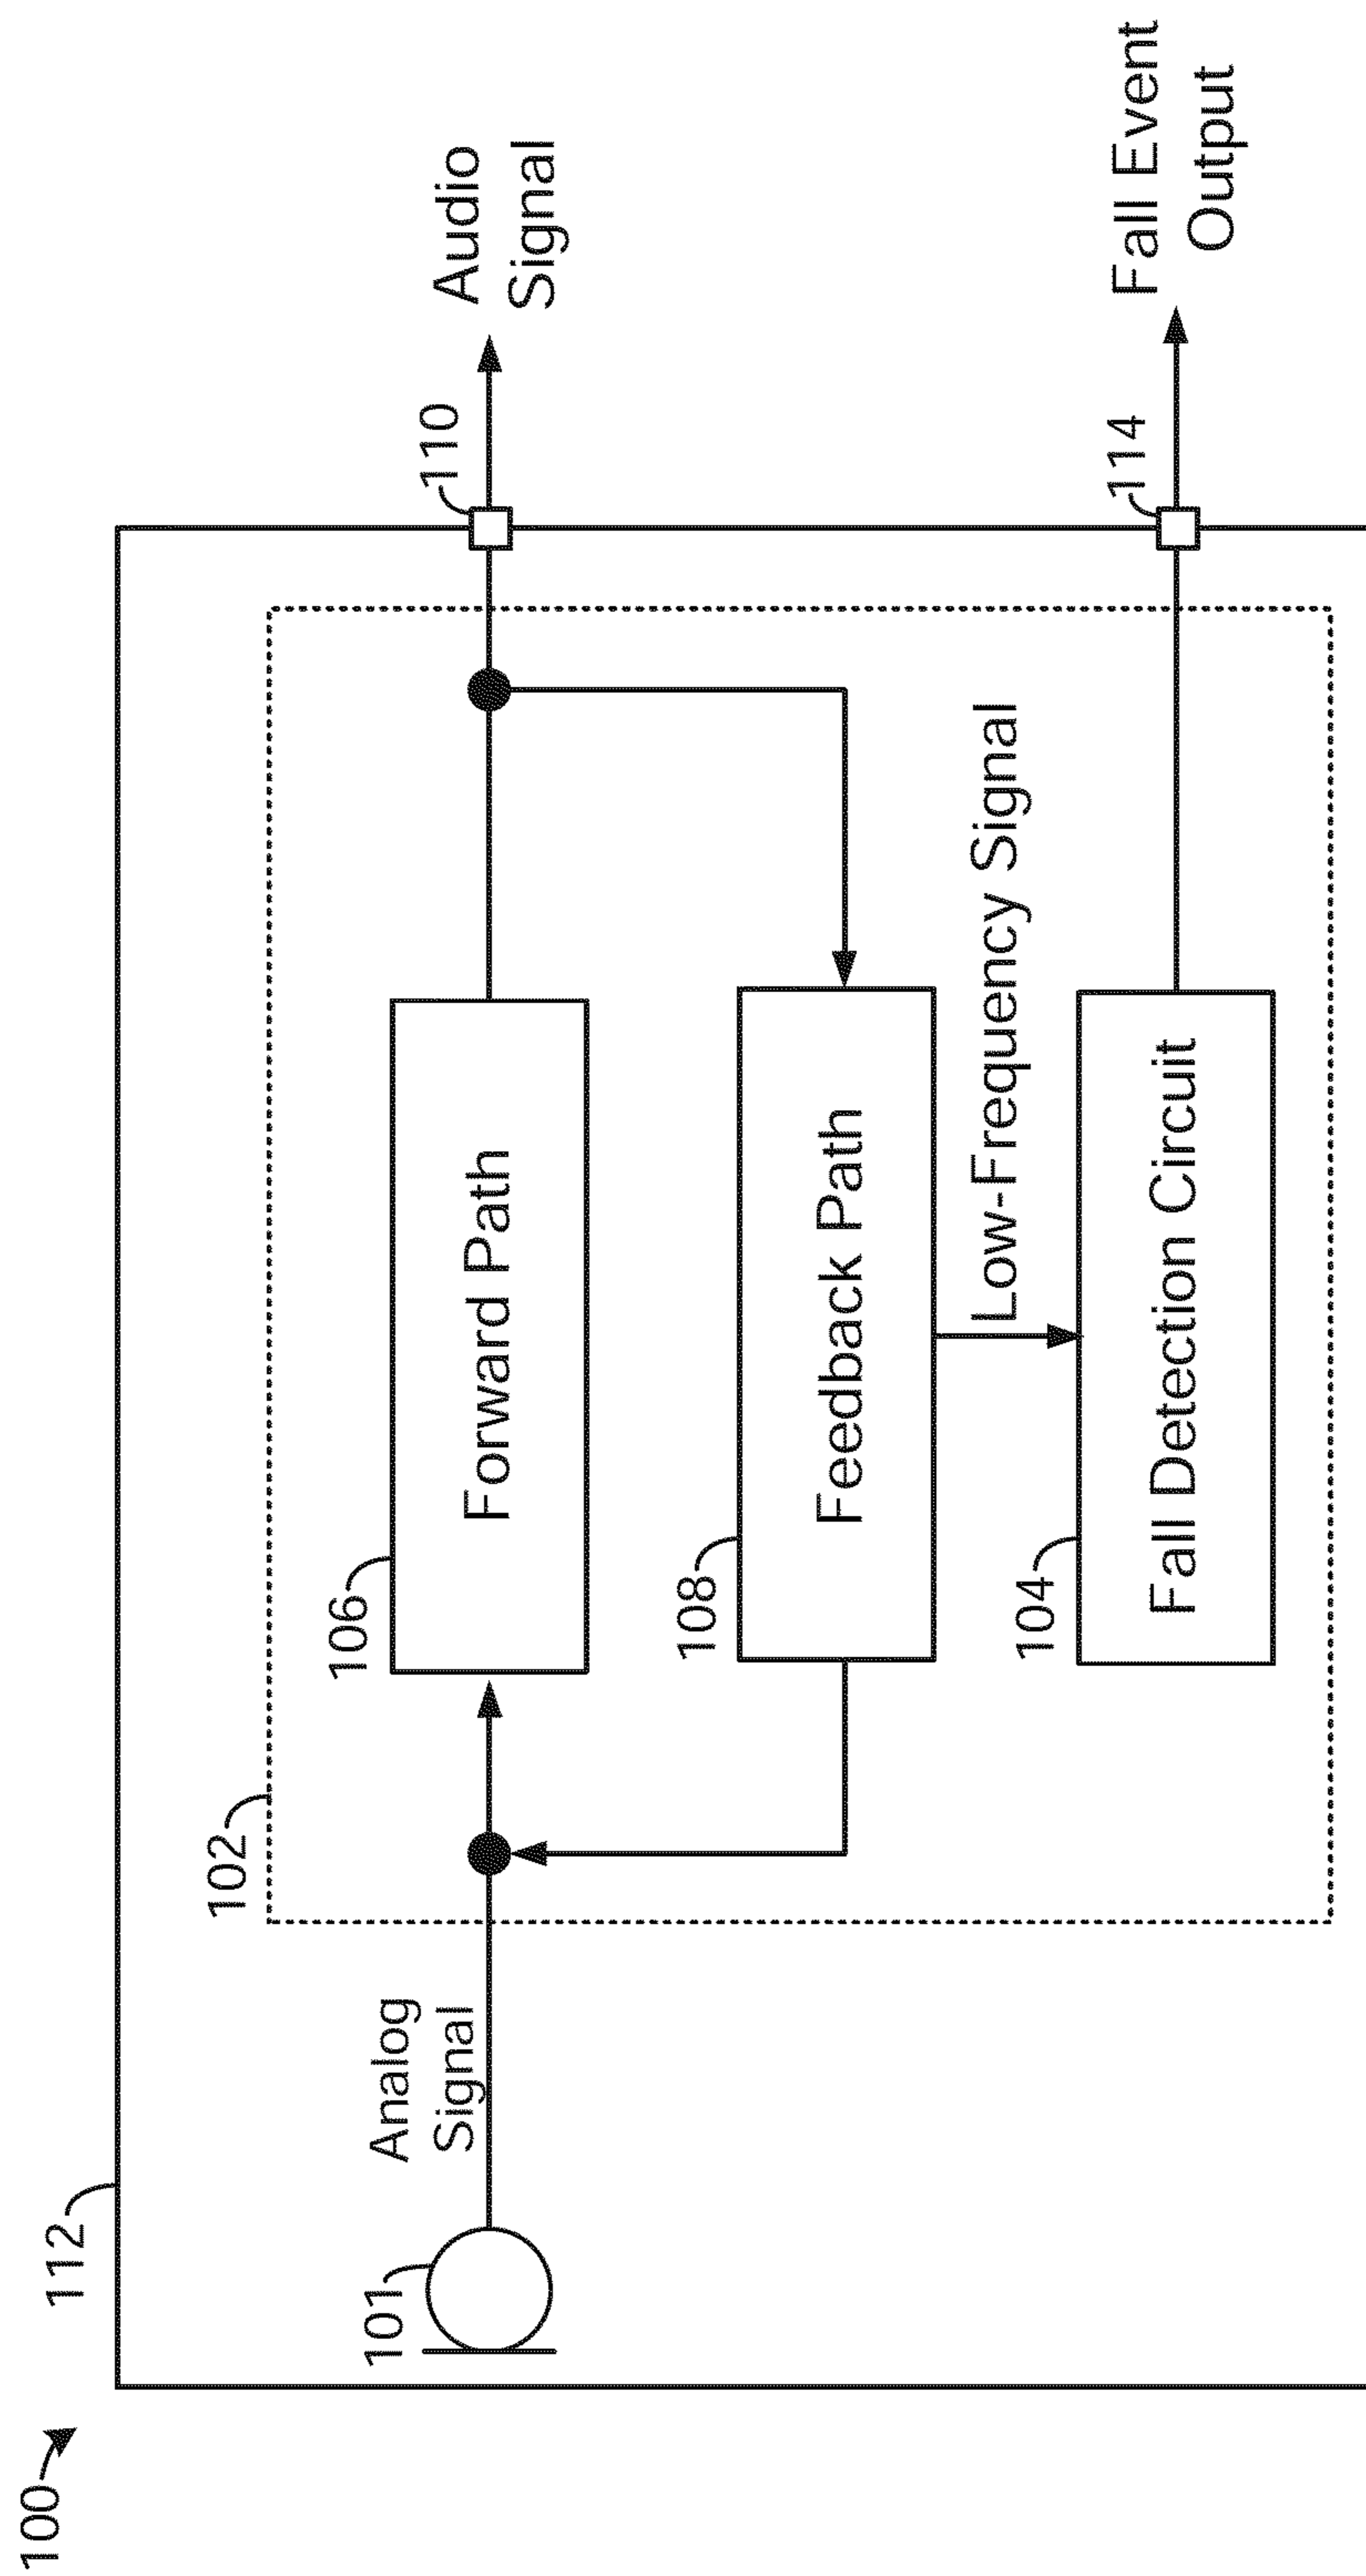 100
112
102
101
Analog
Signal
106
Forward Path
110
Audio
Signal
108
Feedback Path
Low-Frequency Signal
104
Fall Detection Circuit
114
Fall Event
Output